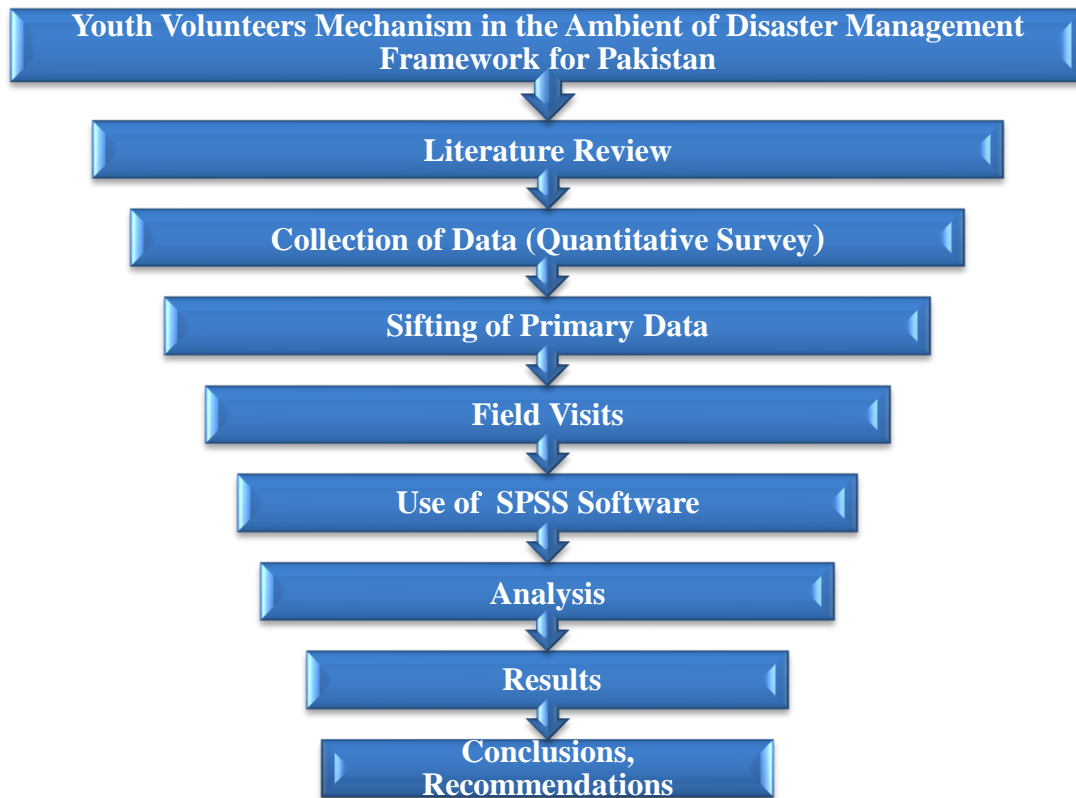 Youth Volunteers Mechanism in the Ambient of Disaster Management
Framework for Pakistan
Literature Review
Collection of Data (Quantitative Survey)
Sifting of Primary Data
Field Visits
Use of SPSS Software
Analysis
Results
Conclusions,
Recommendations